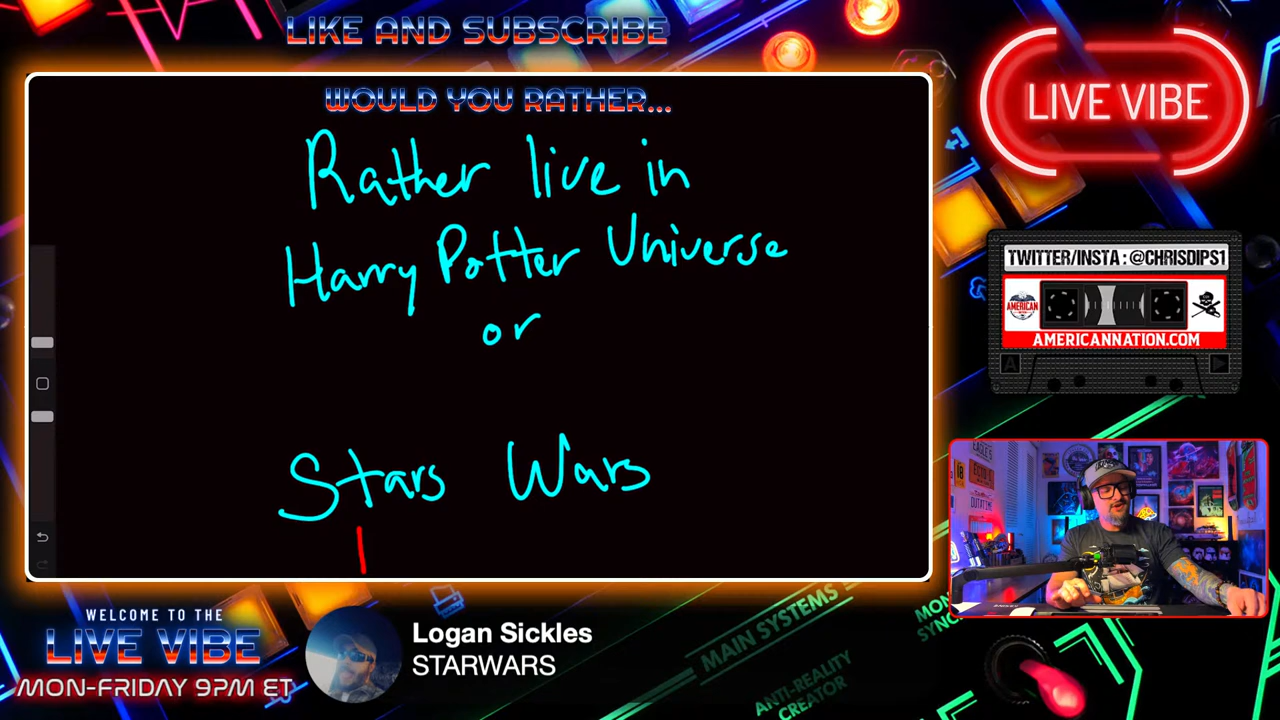 LIKE AND SUBSCRIBE
WOULD YOU RATHER...
Rather live in
Harry Potter Universe
or
Stars Wars
LIVE VIBE
TWITTER/INSTA : @CHRISDIPS1
AMERICAN
AMERICANNATION.COM
A
WELCOME TO THE
LIVE VIBE
MON-FRIDAY 9PM ET
Logan Sickles
STARWARS
MAIN SYSTEMS
ANTI-REALITY
CREATOR